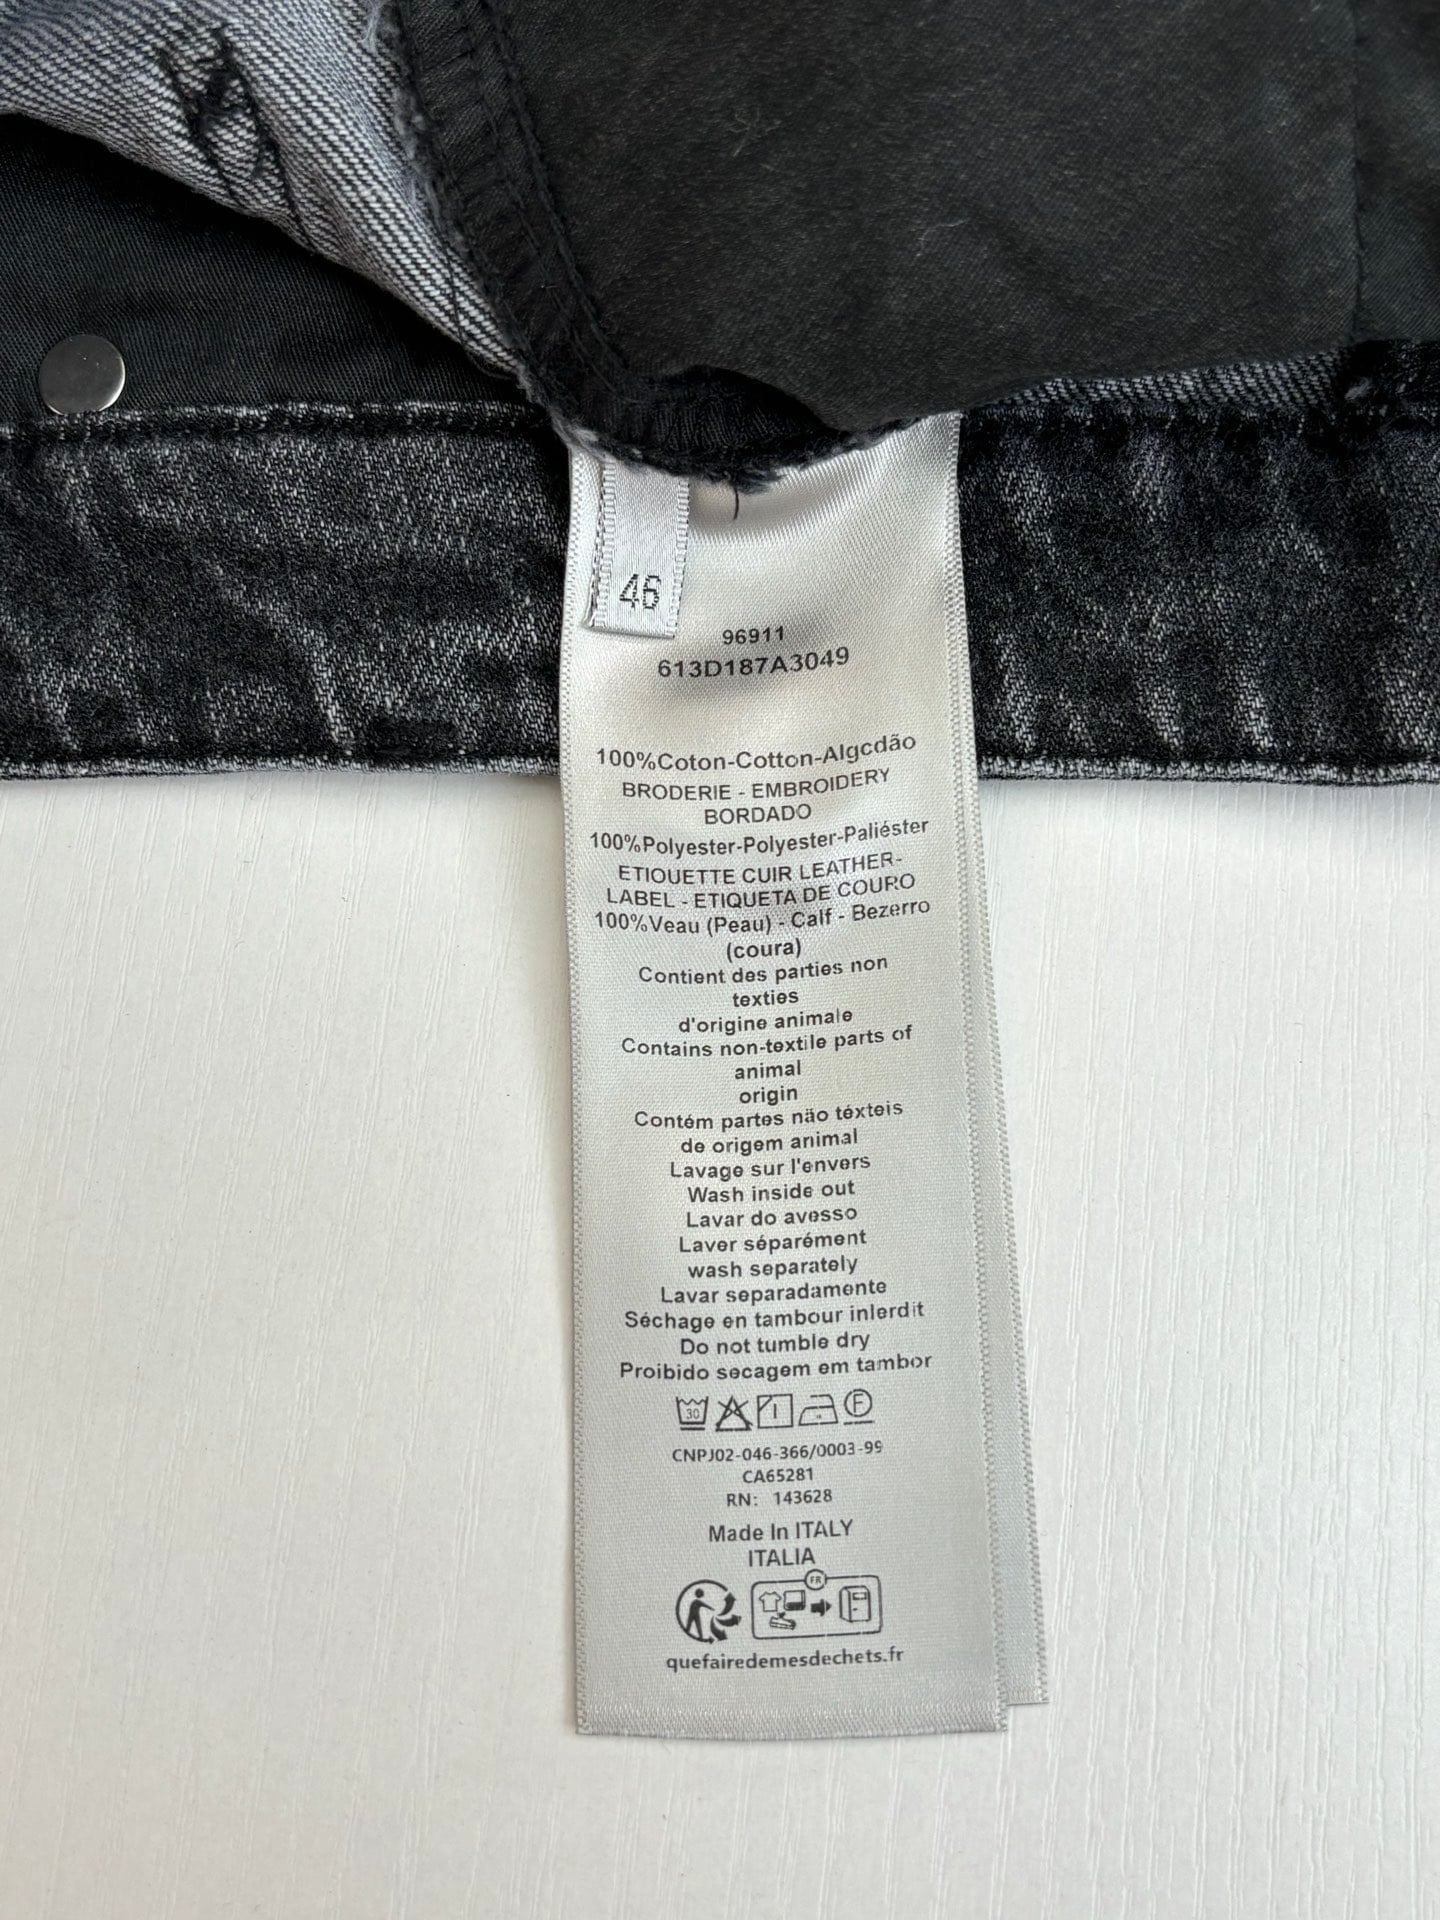 46
96911
613D187A3049
100%Coton-Cotton-Algcdão
BRODERIE - EMBROIDERY
BORDADO
100%Polyester-Polyester-Paliéster
ETIOUETTE CUIR LEATHER-
LABEL - ETIQUETA DE COURO
100%Veau (Peau) - Calf - Bezerro
(coura)
Contient des parties non
texties
d'origine animale
Contains non-textile parts of
animal
origin
Contém partes não téxteis
de origem animal
Lavage sur l'envers
Wash inside out
Lavar do avesso
Laver séparément
wash separately
Lavar separadamente
Séchage en tambour inlerdit
Do not tumble dry
Proibido secagem em tambor
30 F
CNPJ02-046-366/0003-99
CA65281
RN: 143628
Made In ITALY
ITALIA
FR
quefairedemesdechets.fr